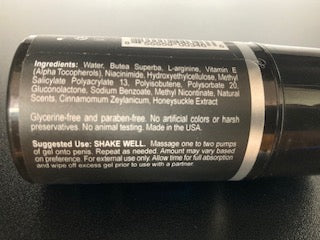 Ingredients: Water, Butea Superba, L-arginine, Vitamin E
(Alpha Tocopherols), Niacinimide, Hydroxyethylcellulose, Methyl
Salicylate Polyacrylate 13, Polyisobutene, Polysorbate 20,
Gluconolactone, Sodium Benzoate, Methyl Nicontinate, Natural
Scents, Cinnamomum Zeylanicum, Honeysuckle Extract
Glycerine-free and paraben-free. No artificial colors or harsh
preservatives. No animal testing. Made in the USA.
Suggested Use: SHAKE WELL. Massage one to two pumps
of gel onto penis. Repeat as needed. Amount may vary based
on preference. For external use only. Allow time for full absorption
and wipe off excess gel prior to use with a partner.